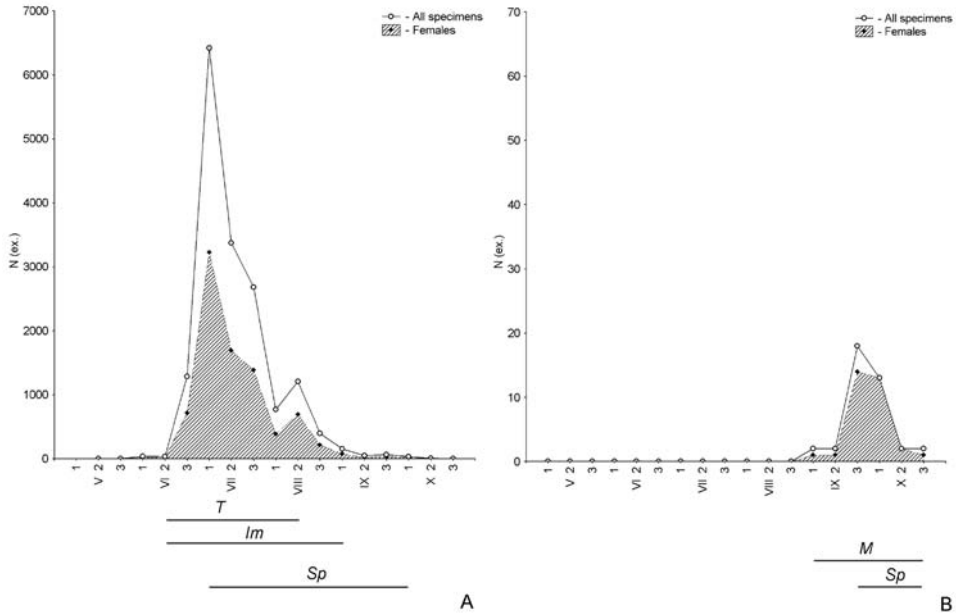 7000
6000
5000
4000
3000
2000
1000
0
N (ex.)
- All specimens
- Females
1 2 3 1 2 3 1 2 3 1 2 3 1 2 3 1 2 3
V VI VII VIII IX X
T
Im
Sp
A
70
60
50
40
30
20
10
0
N (ex.)
- All specimens
- Females
1 2 3 1 2 3 1 2 3 1 2 3 1 2 3 1 2 3
V VI VII VIII IX X
M
Sp
B